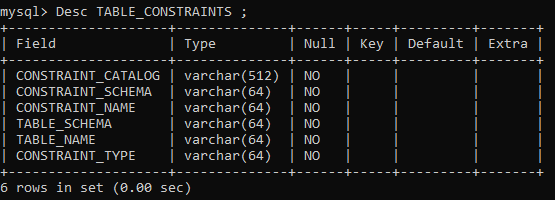 mysql> Desc TABLE_CONSTRAINTS ;
+--------------------+--------------+------+-----+---------+-------+
| Field              | Type         | Null | Key | Default | Extra |
+--------------------+--------------+------+-----+---------+-------+
| CONSTRAINT_CATALOG | varchar(512) | NO   |     |         |       |
| CONSTRAINT_SCHEMA  | varchar(64)  | NO   |     |         |       |
| CONSTRAINT_NAME    | varchar(64)  | NO   |     |         |       |
| TABLE_SCHEMA       | varchar(64)  | NO   |     |         |       |
| TABLE_NAME         | varchar(64)  | NO   |     |         |       |
| CONSTRAINT_TYPE    | varchar(64)  | NO   |     |         |       |
+--------------------+--------------+------+-----+---------+-------+
6 rows in set (0.00 sec)